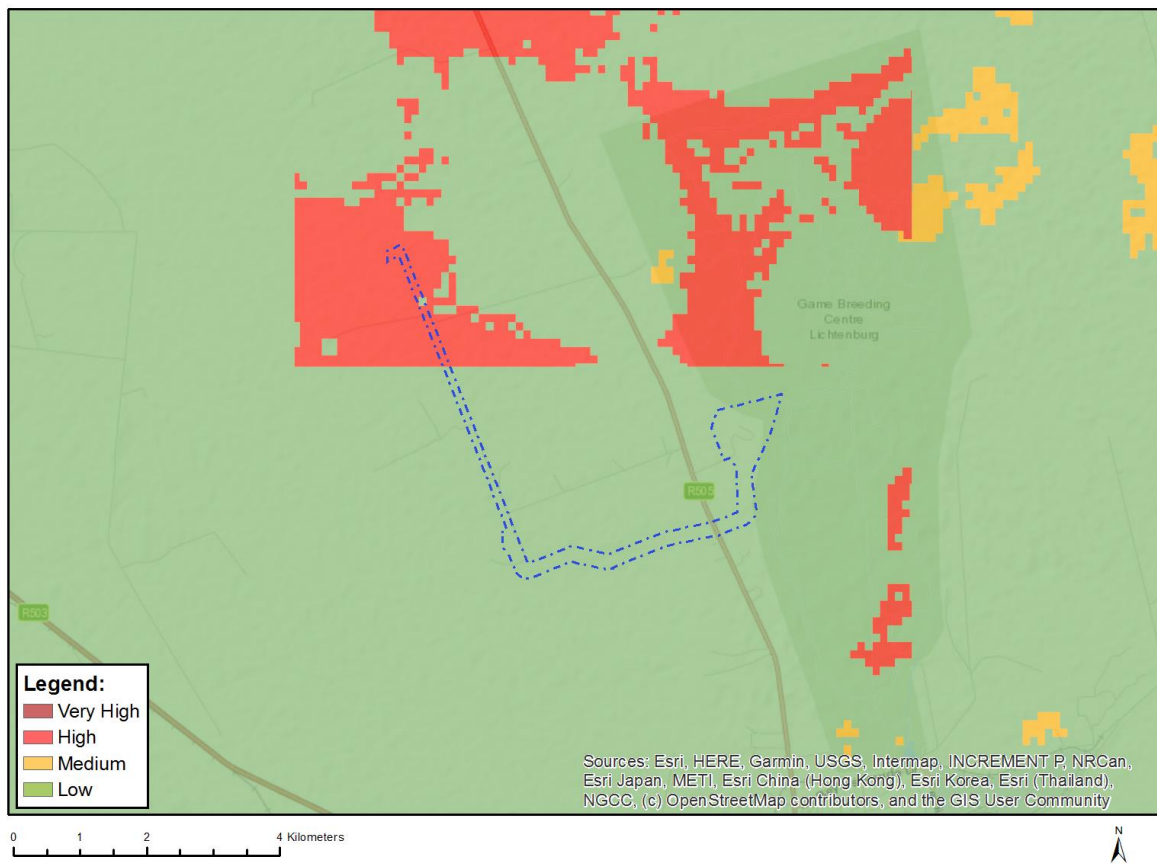 Game Breeding
Centre
Lichtenburg
R505
R503
Legend:
Very High
High
Medium
Low
Sources: Esri, HERE, Garmin, USGS, Intermap, INCREMENT P, NRCan,
Esri Japan, METI, Esri China (Hong Kong), Esri Korea, Esri (Thailand),
NGCC, (c) OpenStreetMap contributors, and the GIS User Community
0 1 2 4 Kilometers
N